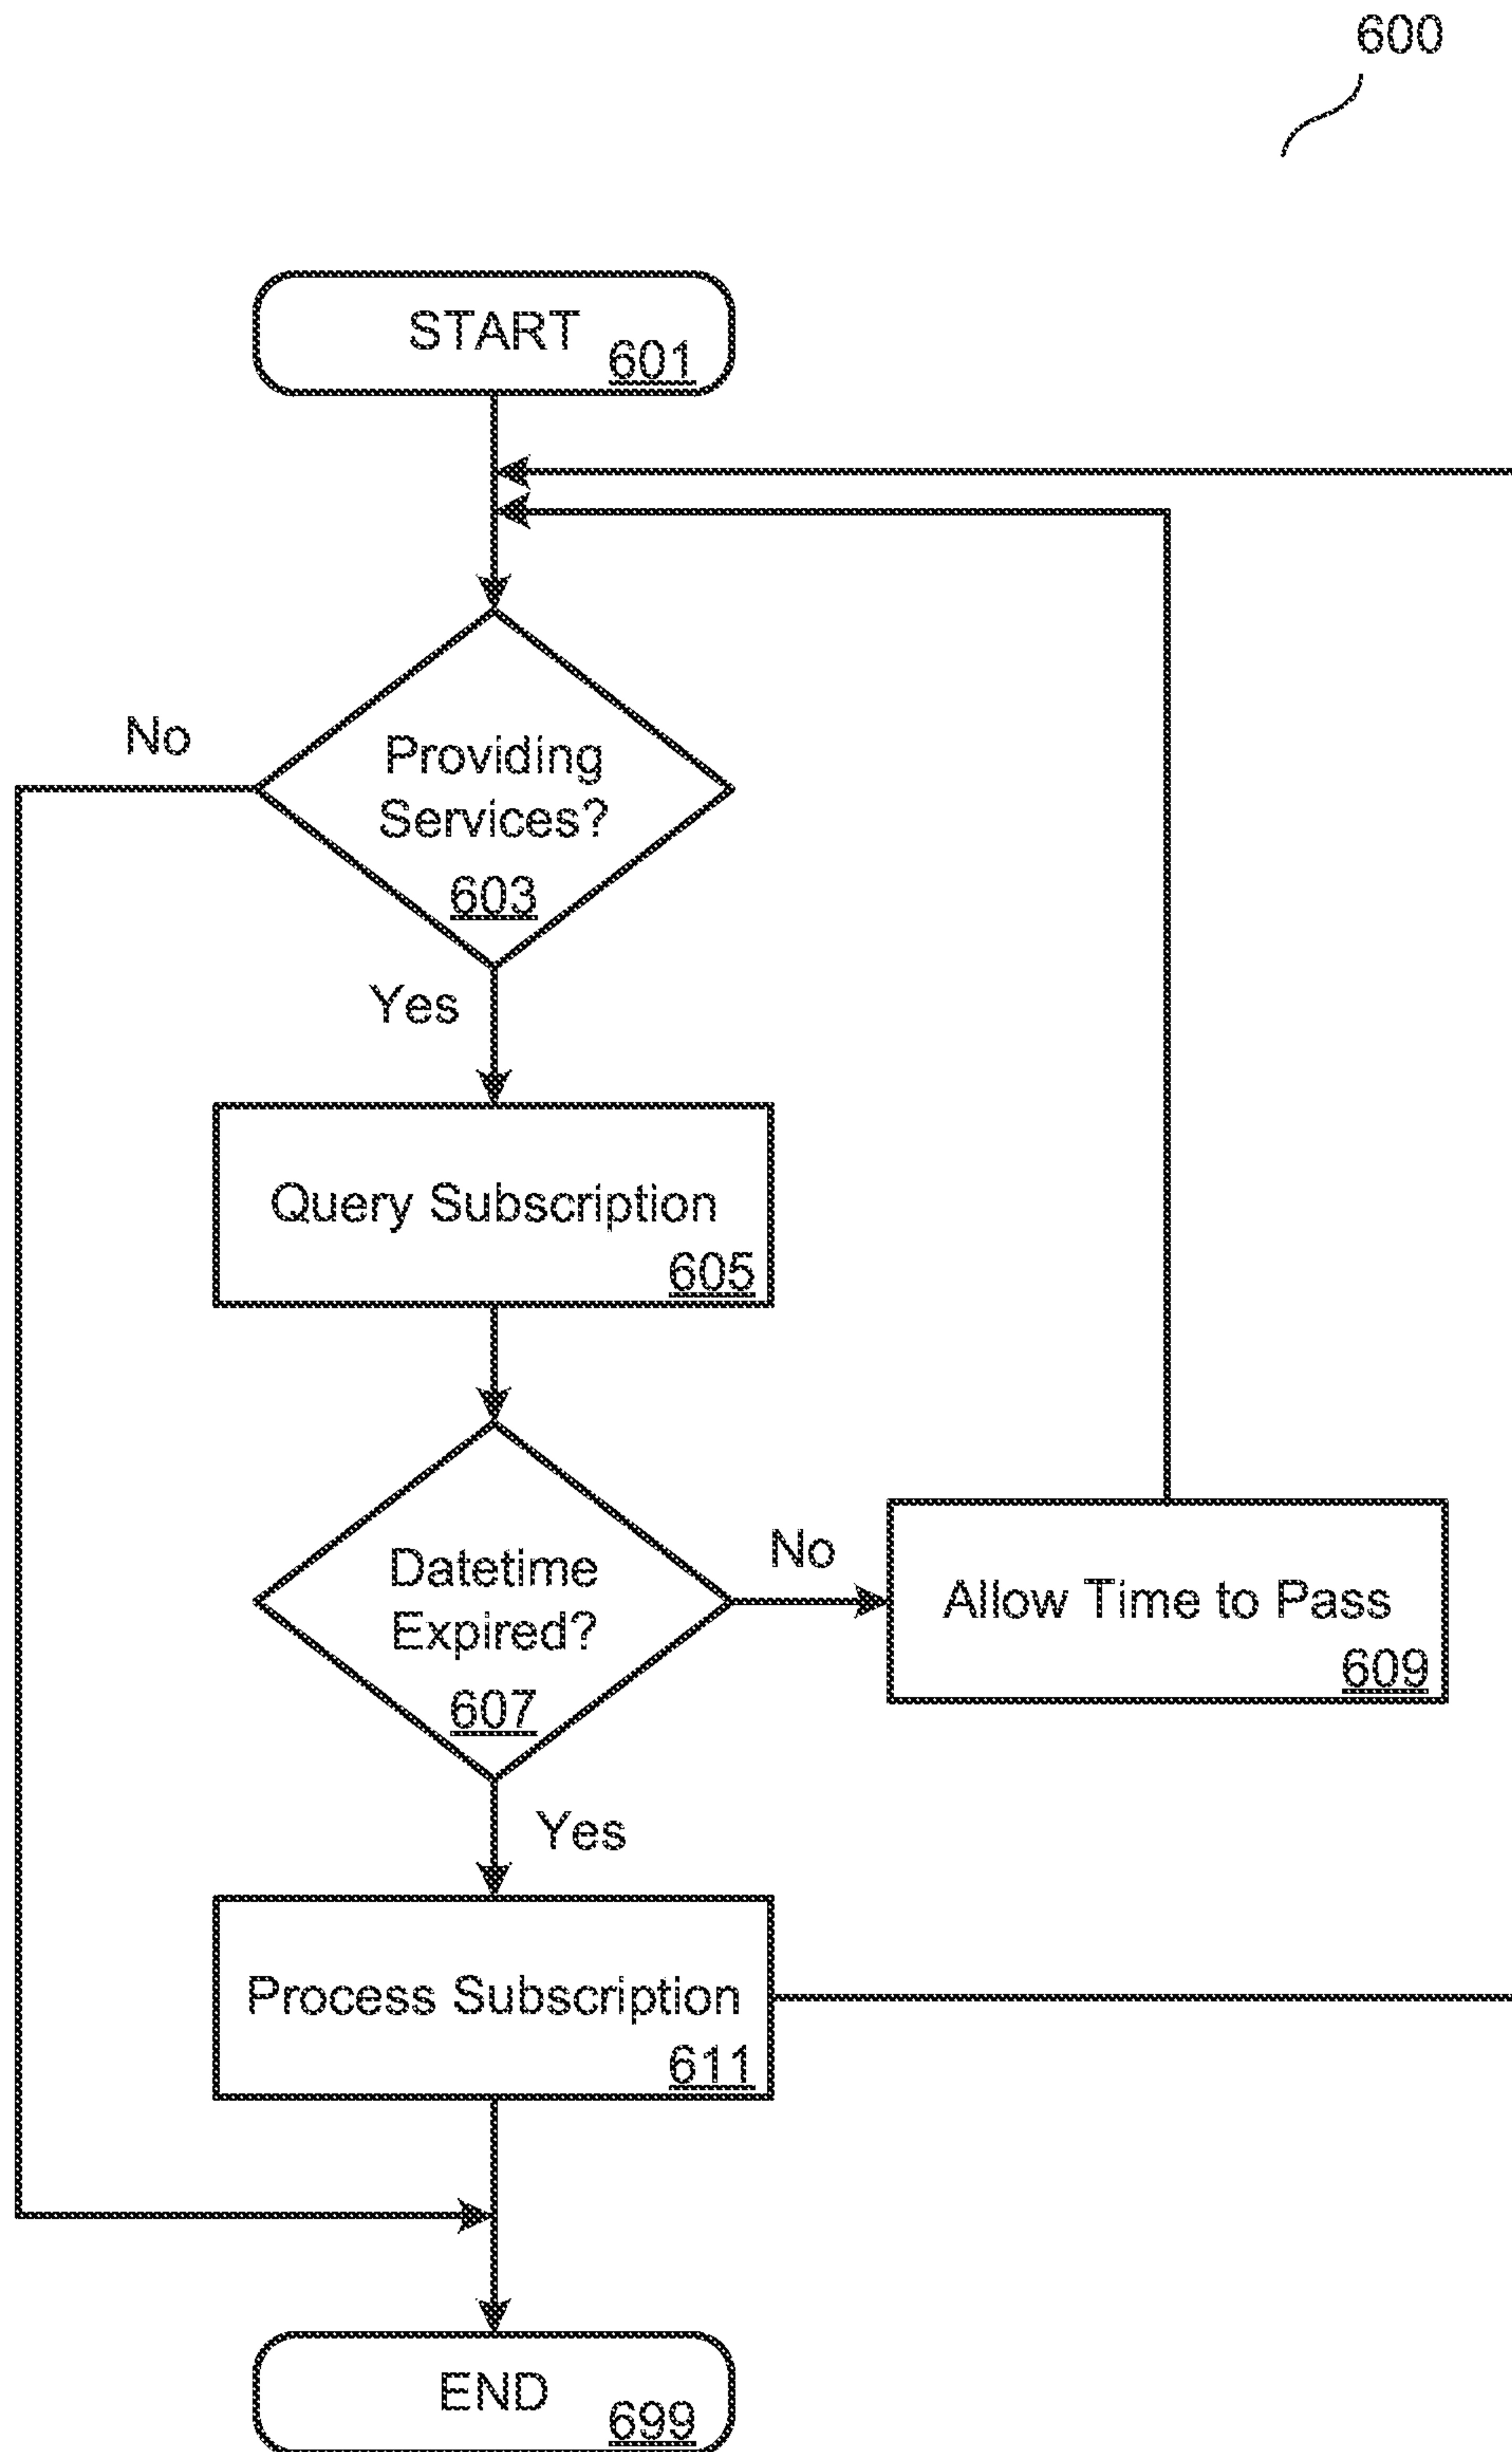 600
START
601
No
Providing
Services?
603
Yes
Query Subscription
605
Datetime
Expired?
607
No
Allow Time to Pass
609
Yes
Process Subscription
611
END
699